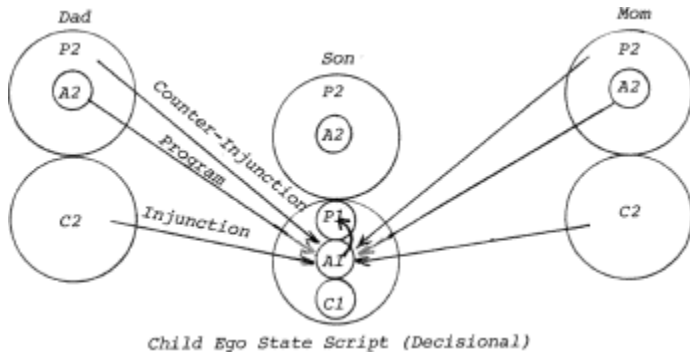 Dad
Mom
Son
P2
A2
C2
P2
A2
P1
A1
C1
P2
A2
C2
Counter-Injunction
Program
Injunction
Child Ego State Script (Decisional)